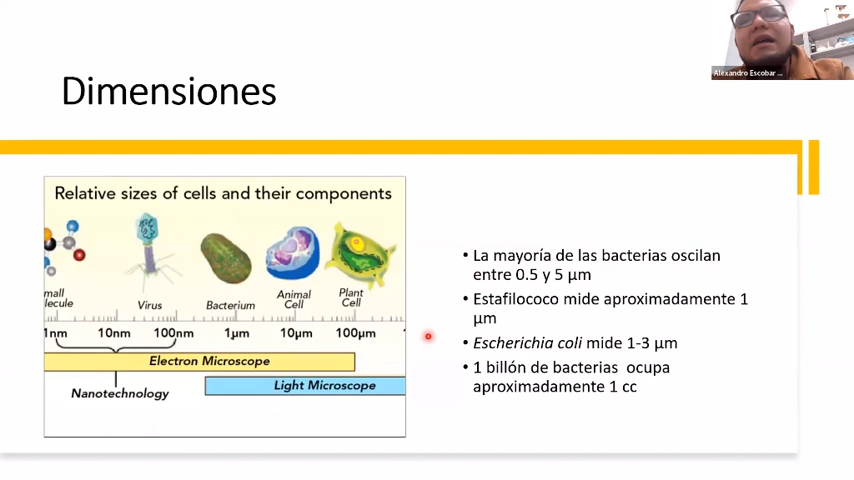 Alexandro Escobar ...
Dimensiones
Relative sizes of cells and their components
mall
lecule
Virus
Bacterium
Animal
Cell
Plant
Cell
1nm 10nm 100nm 1µm 10µm 100µm
Electron Microscope
Light Microscope
Nanotechnology
• La mayoría de las bacterias oscilan
entre 0.5 y 5 µm
• Estafilococo mide aproximadamente 1
µm
• Escherichia coli mide 1-3 µm
• 1 billón de bacterias ocupa
aproximadamente 1 cc